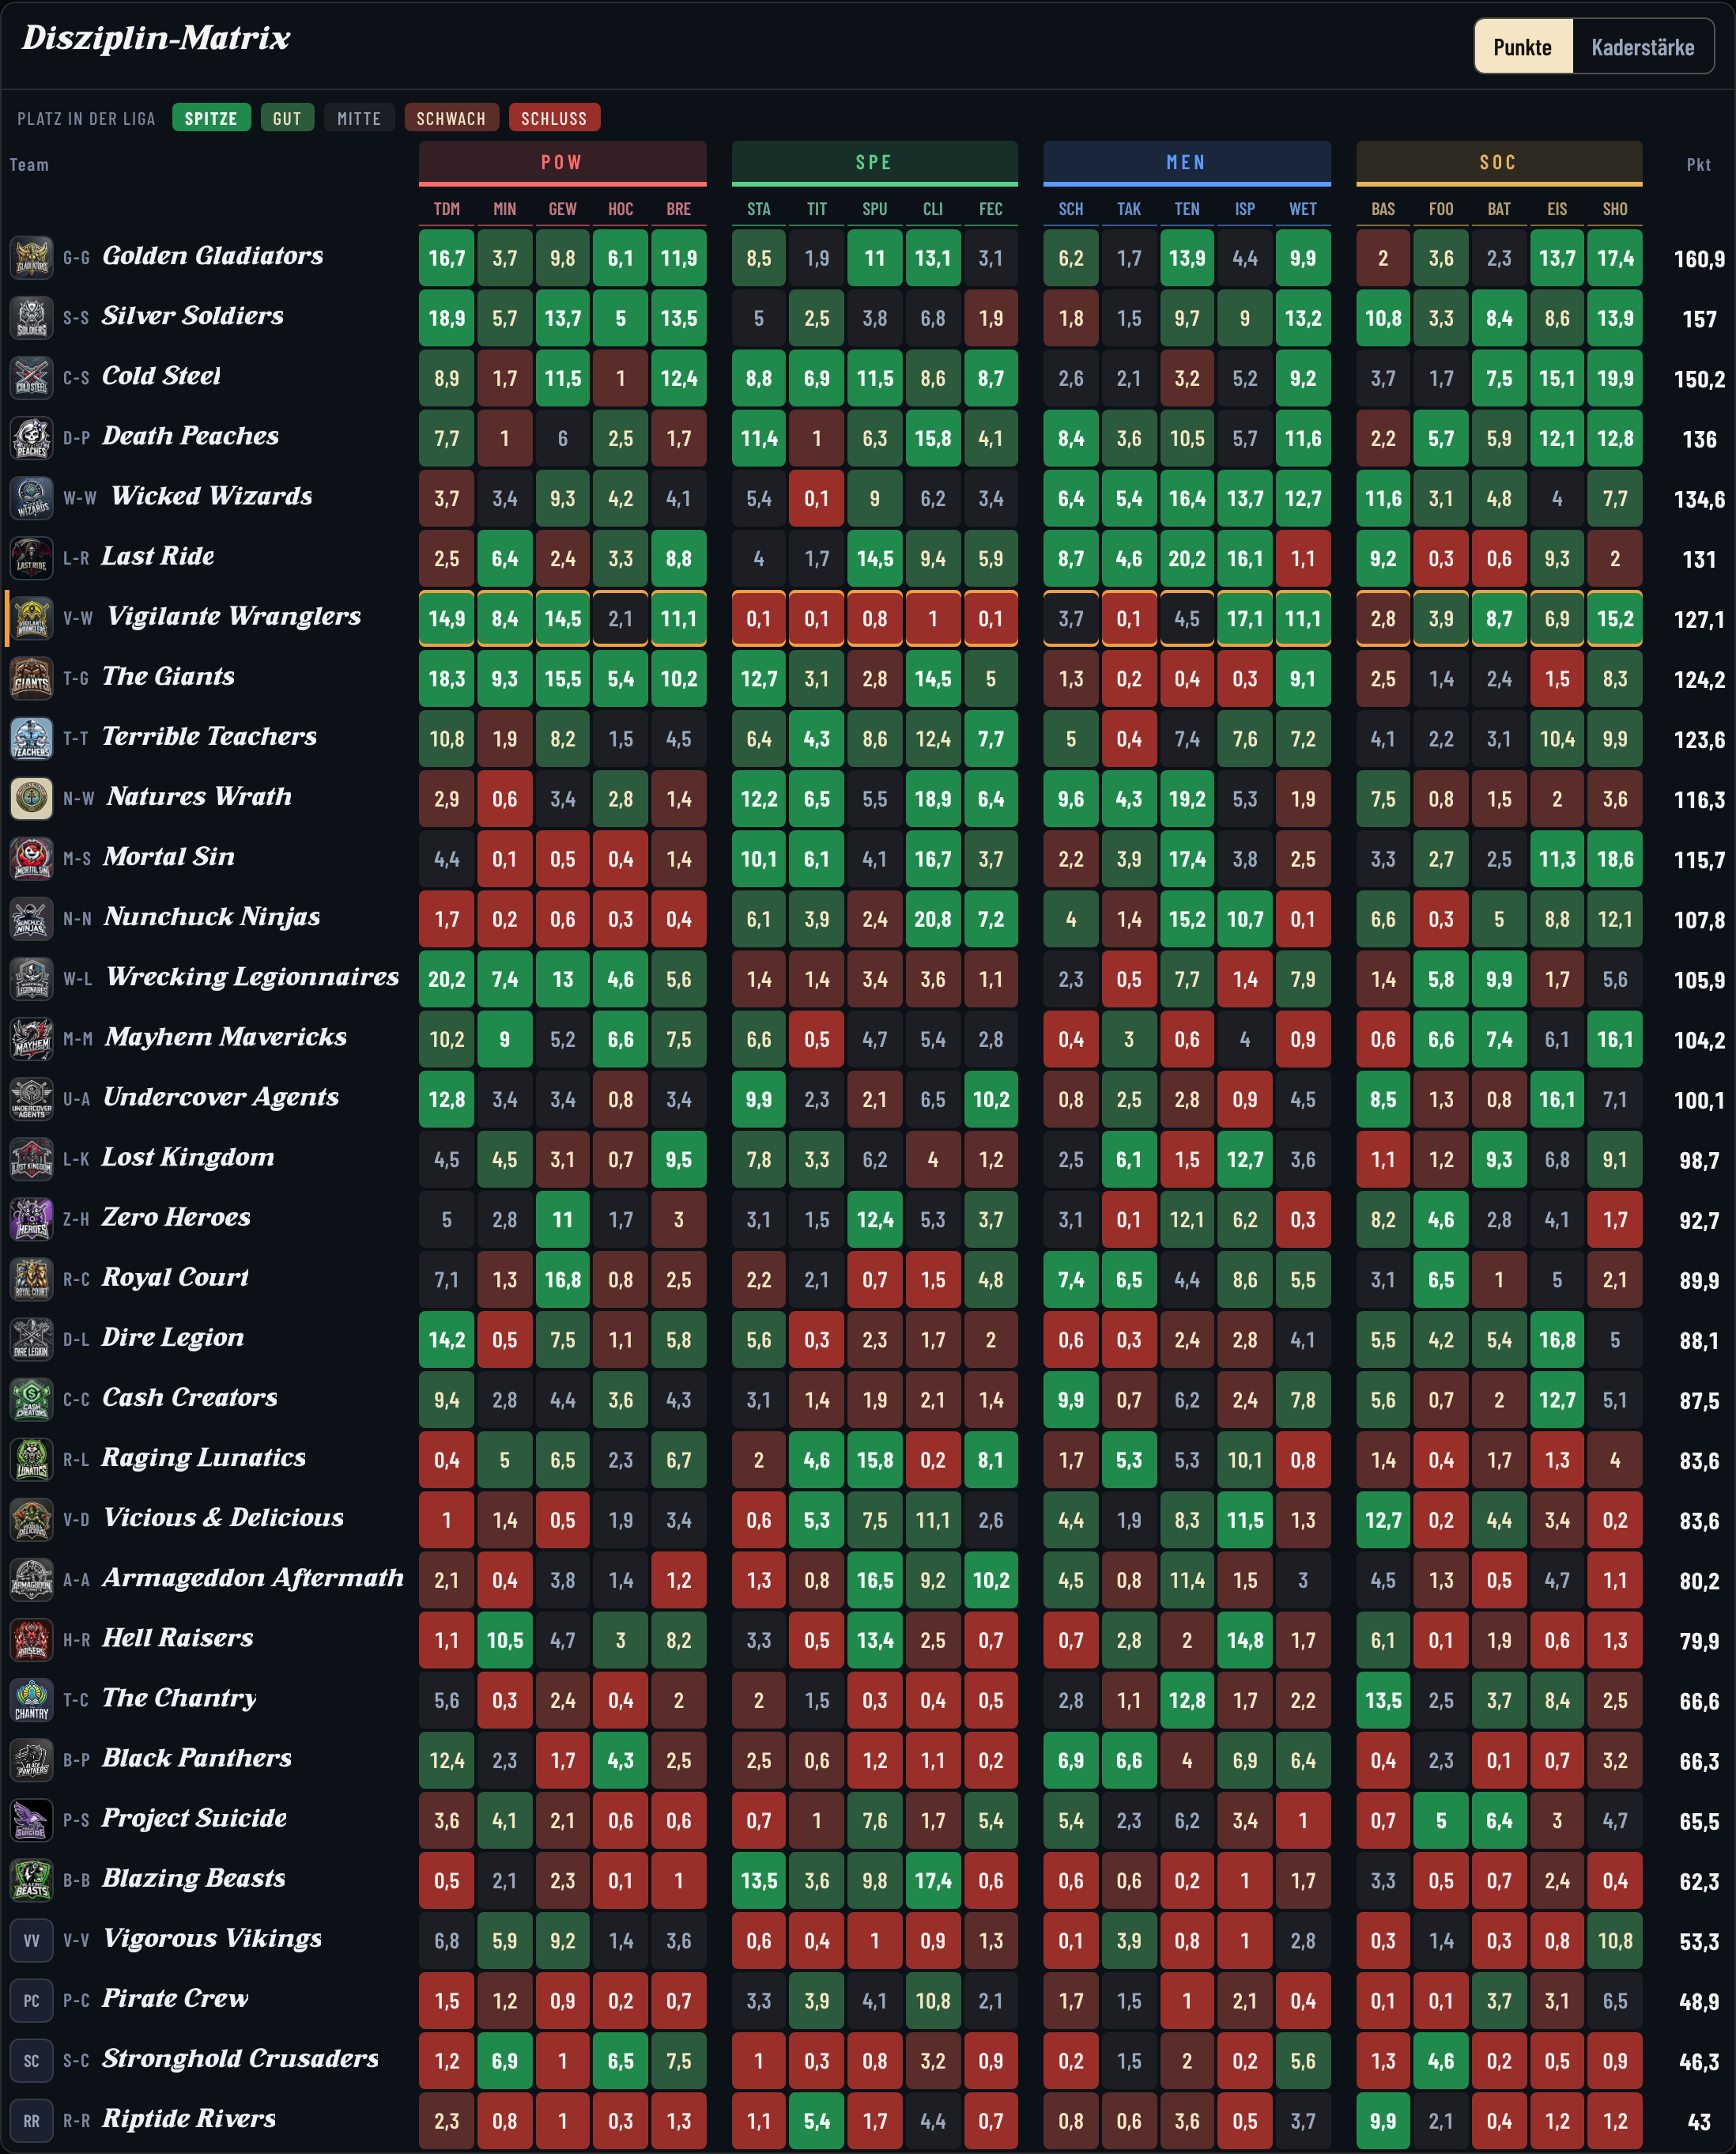 Disziplin-Matrix
Punkte Kaderstärke
PLATZ IN DER LIGA SPITZE GUT MITTE SCHWACH SCHLUSS
Team POW SPE MEN SOC Pkt
TDM MIN GEW HOC BRE STA TIT SPU CLI FEC SCH TAK TEN ISP WET BAS FOO BAT EIS SHO
G-G Golden Gladiators 16,7 3,7 9,8 6,1 11,9 8,5 1,9 11 13,1 3,1 6,2 1,7 13,9 4,4 9,9 2 3,6 2,3 13,7 17,4 160,9
S-S Silver Soldiers 18,9 5,7 13,7 5 13,5 5 2,5 3,8 6,8 1,9 1,8 1,5 9,7 9 13,2 10,8 3,3 8,4 8,6 13,9 157
C-S Cold Steel 8,9 1,7 11,5 1 12,4 8,8 6,9 11,5 8,6 8,7 2,6 2,1 3,2 5,2 9,2 3,7 1,7 7,5 15,1 19,9 150,2
D-P Death Peaches 7,7 1 6 2,5 1,7 11,4 1 6,3 15,8 4,1 8,4 3,6 10,5 5,7 11,6 2,2 5,7 5,9 12,1 12,8 136
W-W Wicked Wizards 3,7 3,4 9,3 4,2 4,1 5,4 0,1 9 6,2 3,4 6,4 5,4 16,4 13,7 12,7 11,6 3,1 4,8 4 7,7 134,6
L-R Last Ride 2,5 6,4 2,4 3,3 8,8 4 1,7 14,5 9,4 5,9 8,7 4,6 20,2 16,1 1,1 9,2 0,3 0,6 9,3 2 131
V-W Vigilante Wranglers 14,9 8,4 14,5 2,1 11,1 0,1 0,1 0,8 1 0,1 3,7 0,1 4,5 17,1 11,1 2,8 3,9 8,7 6,9 15,2 127,1
T-G The Giants 18,3 9,3 15,5 5,4 10,2 12,7 3,1 2,8 14,5 5 1,3 0,2 0,4 0,3 9,1 2,5 1,4 2,4 1,5 8,3 124,2
T-T Terrible Teachers 10,8 1,9 8,2 1,5 4,5 6,4 4,3 8,6 12,4 7,7 5 0,4 7,4 7,6 7,2 4,1 2,2 3,1 10,4 9,9 123,6
N-W Natures Wrath 2,9 0,6 3,4 2,8 1,4 12,2 6,5 5,5 18,9 6,4 9,6 4,3 19,2 5,3 1,9 7,5 0,8 1,5 2 3,6 116,3
M-S Mortal Sin 4,4 0,1 0,5 0,4 1,4 10,1 6,1 4,1 16,7 3,7 2,2 3,9 17,4 3,8 2,5 3,3 2,7 2,5 11,3 18,6 115,7
N-N Nunchuck Ninjas 1,7 0,2 0,6 0,3 0,4 6,1 3,9 2,4 20,8 7,2 4 1,4 15,2 10,7 0,1 6,6 0,3 5 8,8 12,1 107,8
W-L Wrecking Legionnaires 20,2 7,4 13 4,6 5,6 1,4 1,4 3,4 3,6 1,1 2,3 0,5 7,7 1,4 7,9 1,4 5,8 9,9 1,7 5,6 105,9
M-M Mayhem Mavericks 10,2 9 5,2 6,6 7,5 6,6 0,5 4,7 5,4 2,8 0,4 3 0,6 4 0,9 0,6 6,6 7,4 6,1 16,1 104,2
U-A Undercover Agents 12,8 3,4 3,4 0,8 3,4 9,9 2,3 2,1 6,5 10,2 0,8 2,5 2,8 0,9 4,5 8,5 1,3 0,8 16,1 7,1 100,1
L-K Lost Kingdom 4,5 4,5 3,1 0,7 9,5 7,8 3,3 6,2 4 1,2 2,5 6,1 1,5 12,7 3,6 1,1 1,2 9,3 6,8 9,1 98,7
Z-H Zero Heroes 5 2,8 11 1,7 3 3,1 1,5 12,4 5,3 3,7 3,1 0,1 12,1 6,2 0,3 8,2 4,6 2,8 4,1 1,7 92,7
R-C Royal Court 7,1 1,3 16,8 0,8 2,5 2,2 2,1 0,7 1,5 4,8 7,4 6,5 4,4 8,6 5,5 3,1 6,5 1 5 2,1 89,9
D-L Dire Legion 14,2 0,5 7,5 1,1 5,8 5,6 0,3 2,3 1,7 2 0,6 0,3 2,4 2,8 4,1 5,5 4,2 5,4 16,8 5 88,1
C-C Cash Creators 9,4 2,8 4,4 3,6 4,3 3,1 1,4 1,9 2,1 1,4 9,9 0,7 6,2 2,4 7,8 5,6 0,7 2 12,7 5,1 87,5
R-L Raging Lunatics 0,4 5 6,5 2,3 6,7 2 4,6 15,8 0,2 8,1 1,7 5,3 5,3 10,1 0,8 1,4 0,4 1,7 1,3 4 83,6
V-D Vicious & Delicious 1 1,4 0,5 1,9 3,4 0,6 5,3 7,5 11,1 2,6 4,4 1,9 8,3 11,5 1,3 12,7 0,2 4,4 3,4 0,2 83,6
A-A Armageddon Aftermath 2,1 0,4 3,8 1,4 1,2 1,3 0,8 16,5 9,2 10,2 4,5 0,8 11,4 1,5 3 4,5 1,3 0,5 4,7 1,1 80,2
H-R Hell Raisers 1,1 10,5 4,7 3 8,2 3,3 0,5 13,4 2,5 0,7 0,7 2,8 2 14,8 1,7 6,1 0,1 1,9 0,6 1,3 79,9
T-C The Chantry 5,6 0,3 2,4 0,4 2 2 1,5 0,3 0,4 0,5 2,8 1,1 12,8 1,7 2,2 13,5 2,5 3,7 8,4 2,5 66,6
B-P Black Panthers 12,4 2,3 1,7 4,3 2,5 2,5 0,6 1,2 1,1 0,2 6,9 6,6 4 6,9 6,4 0,4 2,3 0,1 0,7 3,2 66,3
P-S Project Suicide 3,6 4,1 2,1 0,6 0,6 0,7 1 7,6 1,7 5,4 5,4 2,3 6,2 3,4 1 0,7 5 6,4 3 4,7 65,5
B-B Blazing Beasts 0,5 2,1 2,3 0,1 1 13,5 3,6 9,8 17,4 0,6 0,6 0,6 0,2 1 1,7 3,3 0,5 0,7 2,4 0,4 62,3
VV V-V Vigorous Vikings 6,8 5,9 9,2 1,4 3,6 0,6 0,4 1 0,9 1,3 0,1 3,9 0,8 1 2,8 0,3 1,4 0,3 0,8 10,8 53,3
PC P-C Pirate Crew 1,5 1,2 0,9 0,2 0,7 3,3 3,9 4,1 10,8 2,1 1,7 1,5 1 2,1 0,4 0,1 0,1 3,7 3,1 6,5 48,9
SC S-C Stronghold Crusaders 1,2 6,9 1 6,5 7,5 1 0,3 0,8 3,2 0,9 0,2 1,5 2 0,2 5,6 1,3 4,6 0,2 0,5 0,9 46,3
RR R-R Riptide Rivers 2,3 0,8 1 0,3 1,3 1,1 5,4 1,7 4,4 0,7 0,8 0,6 3,6 0,5 3,7 9,9 2,1 0,4 1,2 1,2 43